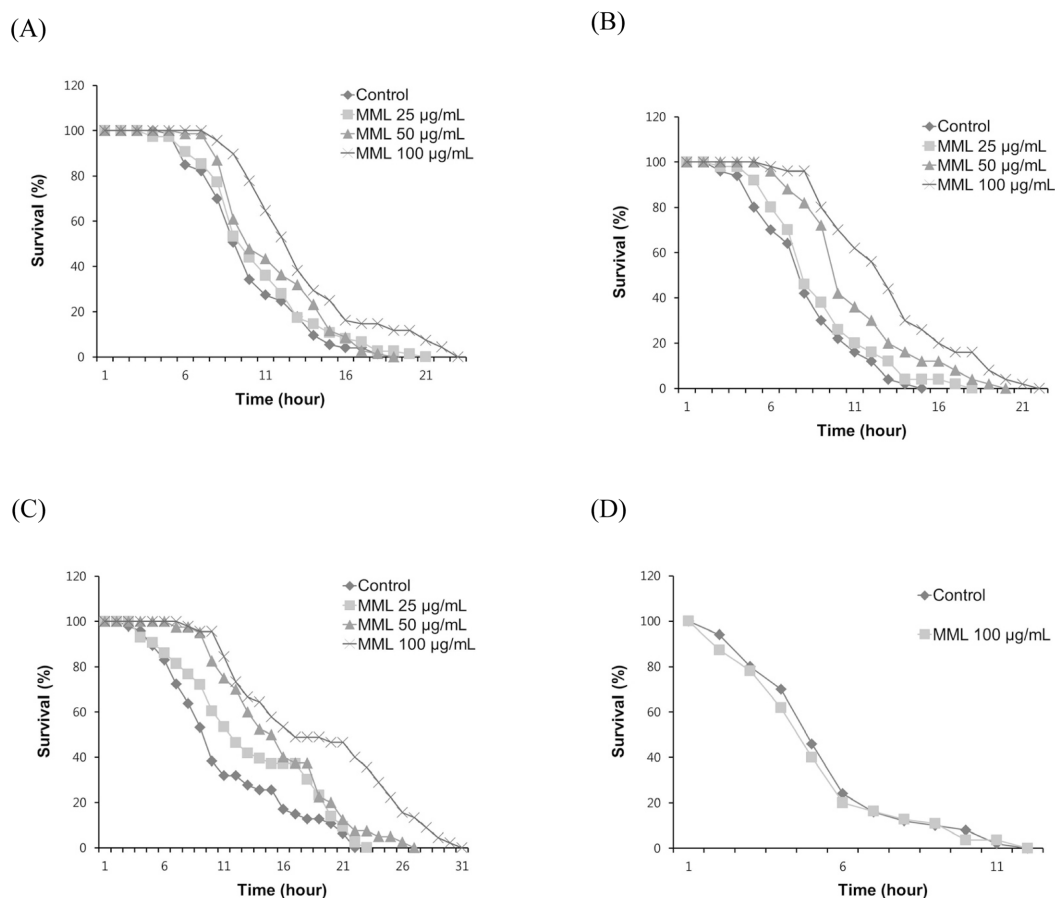 (A)
120
100
80
60
40
20
0
Survival (%)
1 6 11 16 21
Time (hour)
Control
MML 25 µg/mL
MML 50 µg/mL
MML 100 µg/mL
(B)
120
100
80
60
40
20
0
Survival (%)
1 6 11 16 21
Time (hour)
Control
MML 25 µg/mL
MML 50 µg/mL
MML 100 µg/mL
(C)
120
100
80
60
40
20
0
Survival (%)
1 6 11 16 21 26 31
Time (hour)
Control
MML 25 µg/mL
MML 50 µg/mL
MML 100 µg/mL
(D)
120
100
80
60
40
20
0
Survival (%)
1 6 11
Time (hour)
Control
MML 100 µg/mL